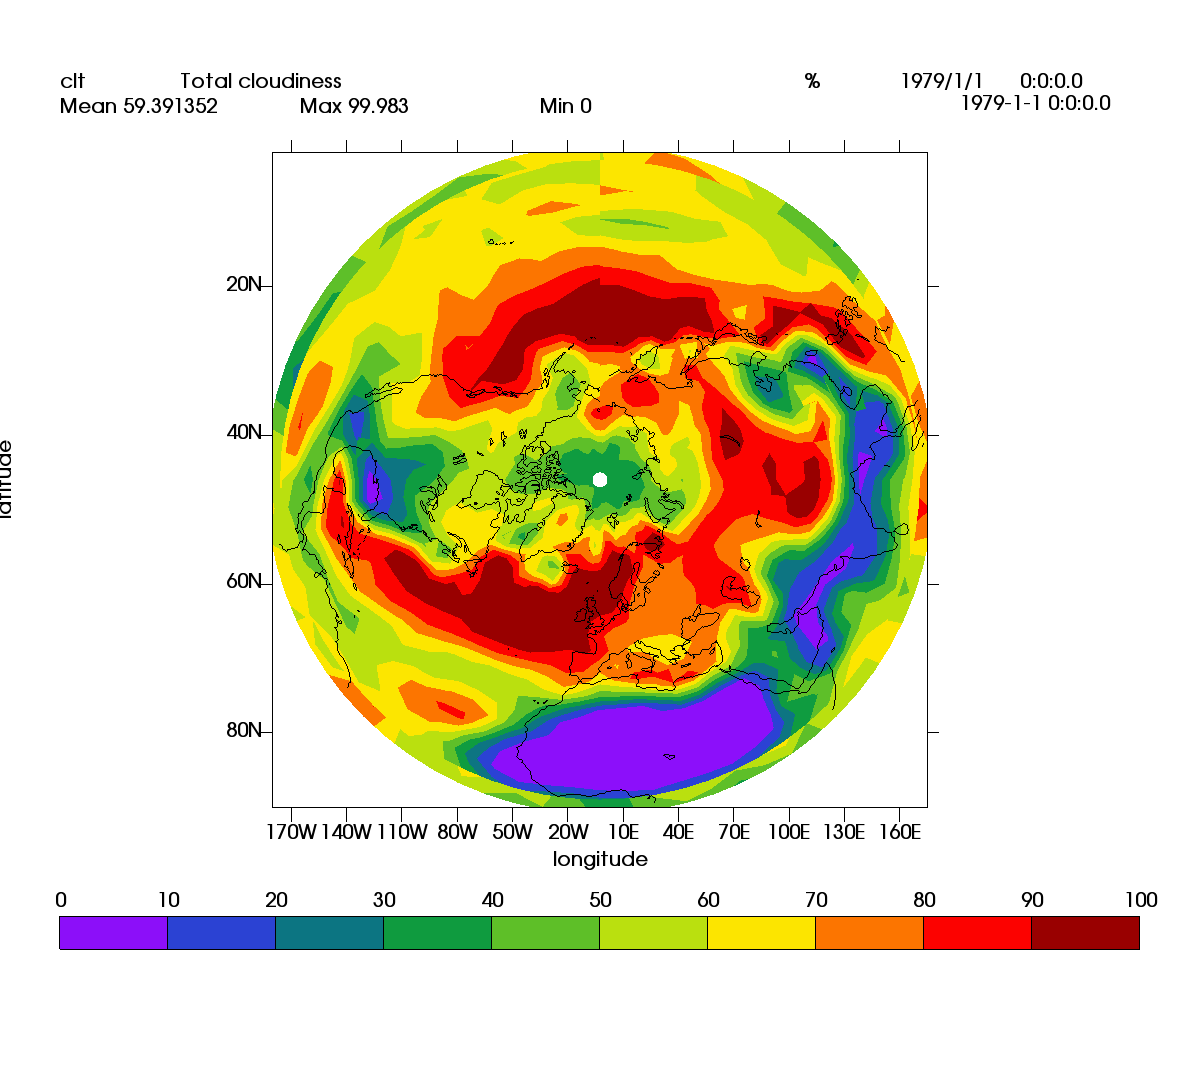 clt Total cloudiness % 1979/1/1 0:0:0.0
Mean 59.391352 Max 99.983 Min 0 1979-1-1 0:0:0.0
20N
40N
60N
80N
latitude
170W 140W 110W 80W 50W 20W 10E 40E 70E 100E 130E 160E
longitude
0 10 20 30 40 50 60 70 80 90 100